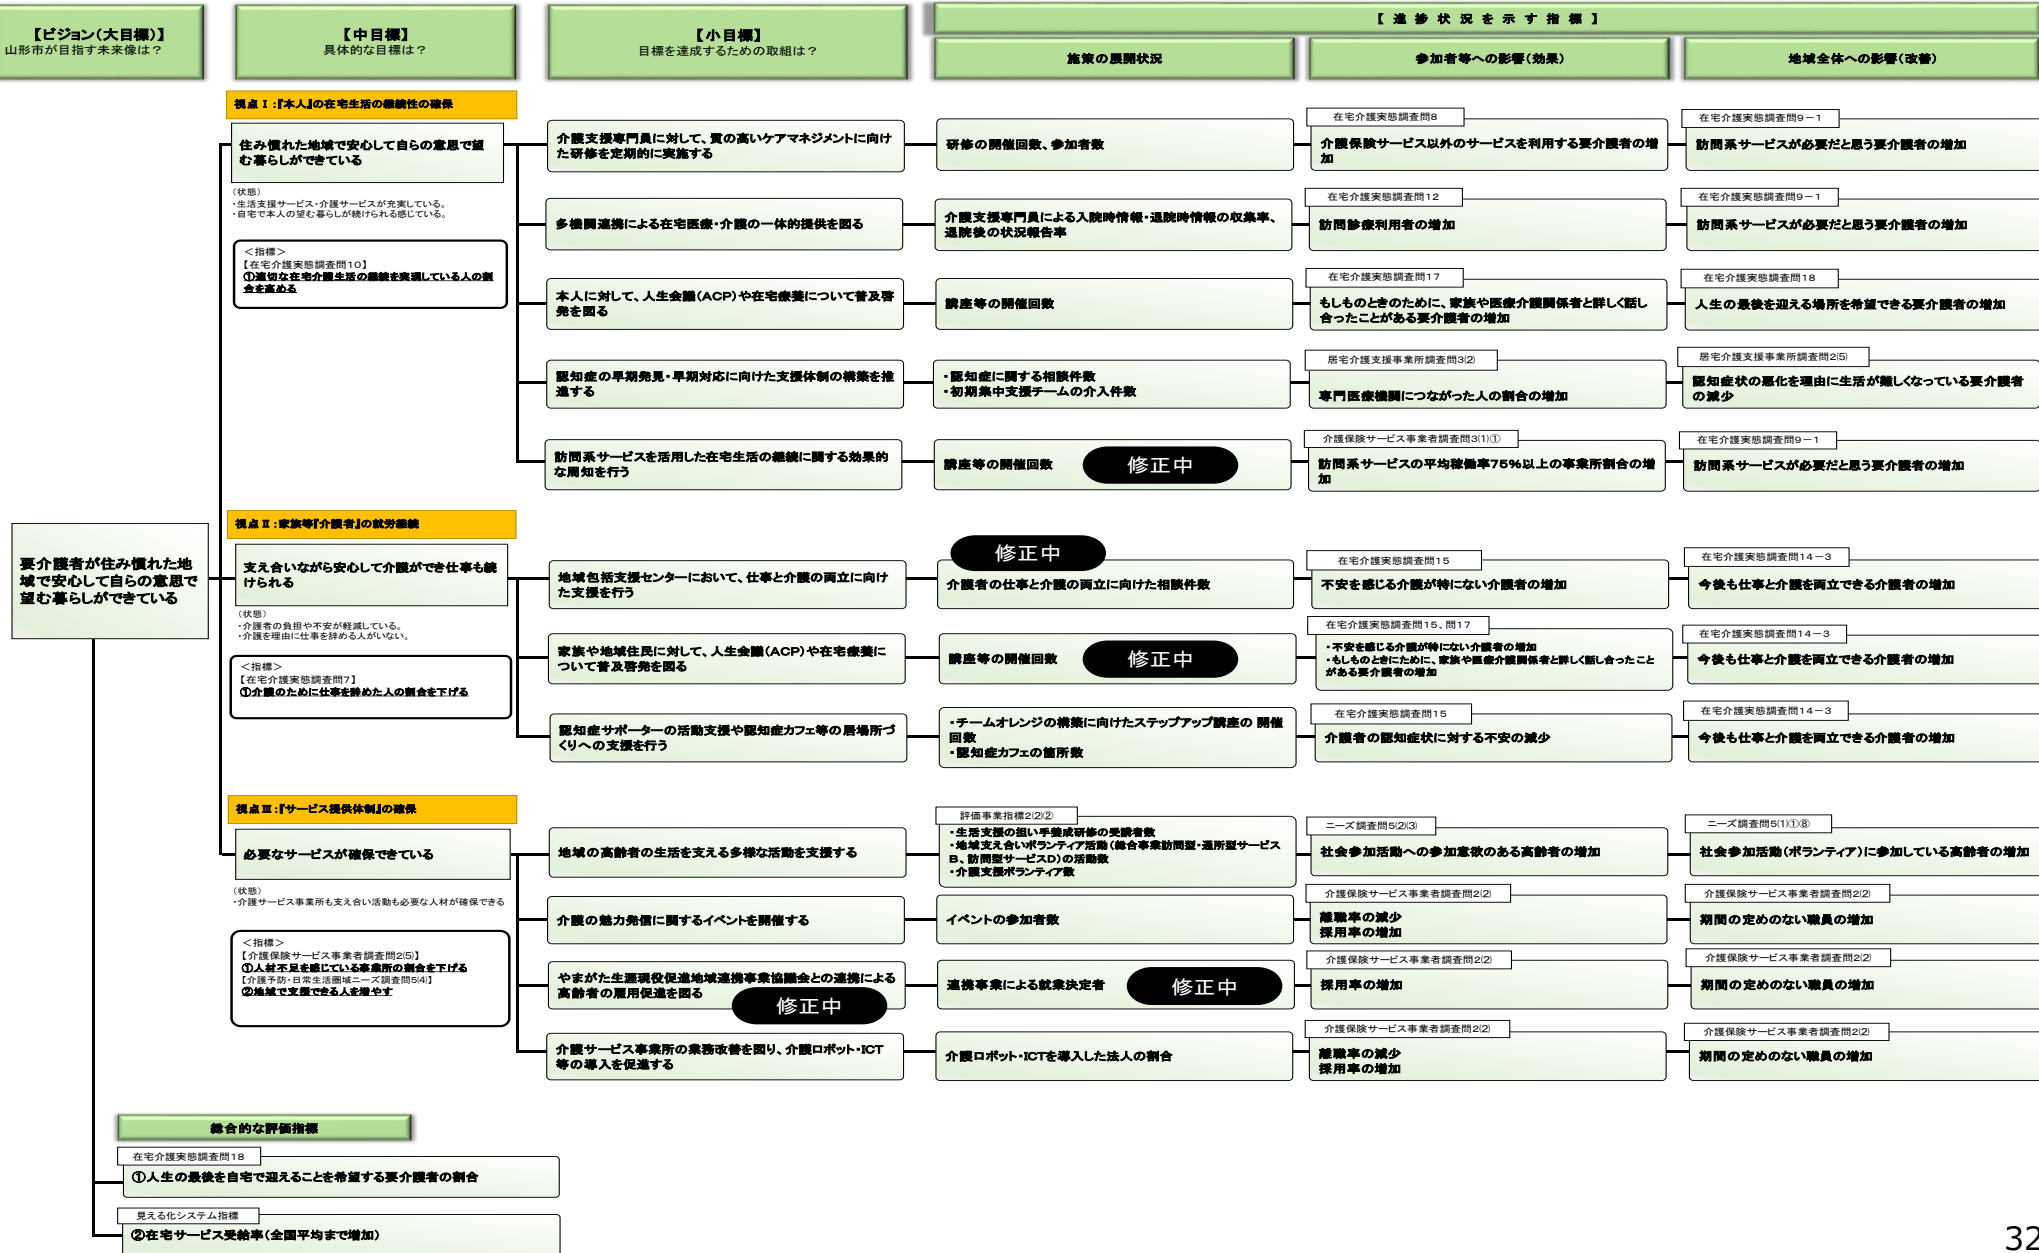 【ビジョン(大目標)】
山形市が目指す未来像は？
【中目標】
具体的な目標は？
【小目標】
目標を達成するための取組は？
【進捗状況を示す指標】
施策の展開状況
参加者等への影響(効果)
地域全体への影響(改善)
要介護者が住み慣れた地
域で安心して自らの意思で
望む暮らしができている
視点Ⅰ:『本人』の在宅生活の継続性の確保
住み慣れた地域で安心して自らの意思で望
む暮らしができている
(状態)
・生活支援サービス・介護サービスが充実している。
・自宅で本人の望む暮らしが続けられる感じている。
＜指標＞
【在宅介護実態調査問10】
①適切な在宅介護生活の継続を実現している人の割
合を高める
介護支援専門員に対して、質の高いケアマネジメントに向け
た研修を定期的に実施する
研修の開催回数、参加者数
在宅介護実態調査問8
介護保険サービス以外のサービスを利用する要介護者の増
加
在宅介護実態調査問9－1
訪問系サービスが必要だと思う要介護者の増加
多機関連携による在宅医療・介護の一体的提供を図る
介護支援専門員による入院時情報・退院時情報の収集率、
退院後の状況報告率
在宅介護実態調査問12
訪問診療利用者の増加
在宅介護実態調査問9－1
訪問系サービスが必要だと思う要介護者の増加
本人に対して、人生会議(ACP)や在宅療養について普及啓
発を図る
講座等の開催回数
在宅介護実態調査問17
もしものときのために、家族や医療介護関係者と詳しく話し
合ったことがある要介護者の増加
在宅介護実態調査問18
人生の最後を迎える場所を希望できる要介護者の増加
認知症の早期発見・早期対応に向けた支援体制の構築を推
進する
・認知症に関する相談件数
・初期集中支援チームの介入件数
居宅介護支援事業所調査問3(2)
専門医療機関につながった人の割合の増加
居宅介護支援事業所調査問2(5)
認知症状の悪化を理由に生活が難しくなっている要介護者
の減少
訪問系サービスを活用した在宅生活の継続に関する効果的
な周知を行う
講座等の開催回数
修正中
介護保険サービス事業者調査問3(1)①
訪問系サービスの平均稼働率75%以上の事業所割合の増
加
在宅介護実態調査問9－1
訪問系サービスが必要だと思う要介護者の増加
視点Ⅱ:家族等『介護者』の就労継続
支え合いながら安心して介護ができ仕事も続
けられる
(状態)
・介護者の負担や不安が軽減している。
・介護を理由に仕事を辞める人がいない。
＜指標＞
【在宅介護実態調査問7】
①介護のために仕事を辞めた人の割合を下げる
地域包括支援センターにおいて、仕事と介護の両立に向け
た支援を行う
修正中
介護者の仕事と介護の両立に向けた相談件数
在宅介護実態調査問15
不安を感じる介護が特にない介護者の増加
在宅介護実態調査問14－3
今後も仕事と介護を両立できる介護者の増加
家族や地域住民に対して、人生会議(ACP)や在宅療養に
ついて普及啓発を図る
講座等の開催回数
修正中
在宅介護実態調査問15、問17
・不安を感じる介護が特にない介護者の増加
・もしものときにために、家族や医療介護関係者と詳しく話し合ったこと
がある要介護者の増加
在宅介護実態調査問14－3
今後も仕事と介護を両立できる介護者の増加
認知症サポーターの活動支援や認知症カフェ等の居場所づ
くりへの支援を行う
・チームオレンジの構築に向けたステップアップ講座の 開催
回数
・認知症カフェの箇所数
在宅介護実態調査問15
介護者の認知症状に対する不安の減少
在宅介護実態調査問14－3
今後も仕事と介護を両立できる介護者の増加
視点Ⅲ:『サービス提供体制』の確保
必要なサービスが確保できている
(状態)
・介護サービス事業所も支え合い活動も必要な人材が確保できる
＜指標＞
【介護保険サービス事業者調査問2(5)】
①人材不足を感じている事業所の割合を下げる
【介護予防・日常生活圏域ニーズ調査問5(4)】
②地域で支援できる人を増やす
地域の高齢者の生活を支える多様な活動を支援する
評価事業指標2(2)②
・生活支援の担い手養成研修の受講者数
・地域支え合いボランティア活動(総合事業訪問型・通所型サービス
B、訪問型サービスD)の活動数
・介護支援ボランティア数
ニーズ調査問5(2)(3)
社会参加活動への参加意欲のある高齢者の増加
ニーズ調査問5(1)①⑧
社会参加活動(ボランティア)に参加している高齢者の増加
介護の魅力発信に関するイベントを開催する
イベントの参加者数
介護保険サービス事業者調査問2(2)
離職率の減少
採用率の増加
介護保険サービス事業者調査問2(2)
期間の定めのない職員の増加
やまがた生涯現役促進地域連携事業協議会との連携による
高齢者の雇用促進を図る
修正中
連携事業による就業決定者
修正中
介護保険サービス事業者調査問2(2)
採用率の増加
介護保険サービス事業者調査問2(2)
期間の定めのない職員の増加
介護サービス事業所の業務改善を図り、介護ロボット・ICT
等の導入を促進する
介護ロボット・ICTを導入した法人の割合
介護保険サービス事業者調査問2(2)
離職率の減少
採用率の増加
介護保険サービス事業者調査問2(2)
期間の定めのない職員の増加
総合的な評価指標
在宅介護実態調査問18
①人生の最後を自宅で迎えることを希望する要介護者の割合
見える化システム指標
②在宅サービス受給率(全国平均まで増加)
32